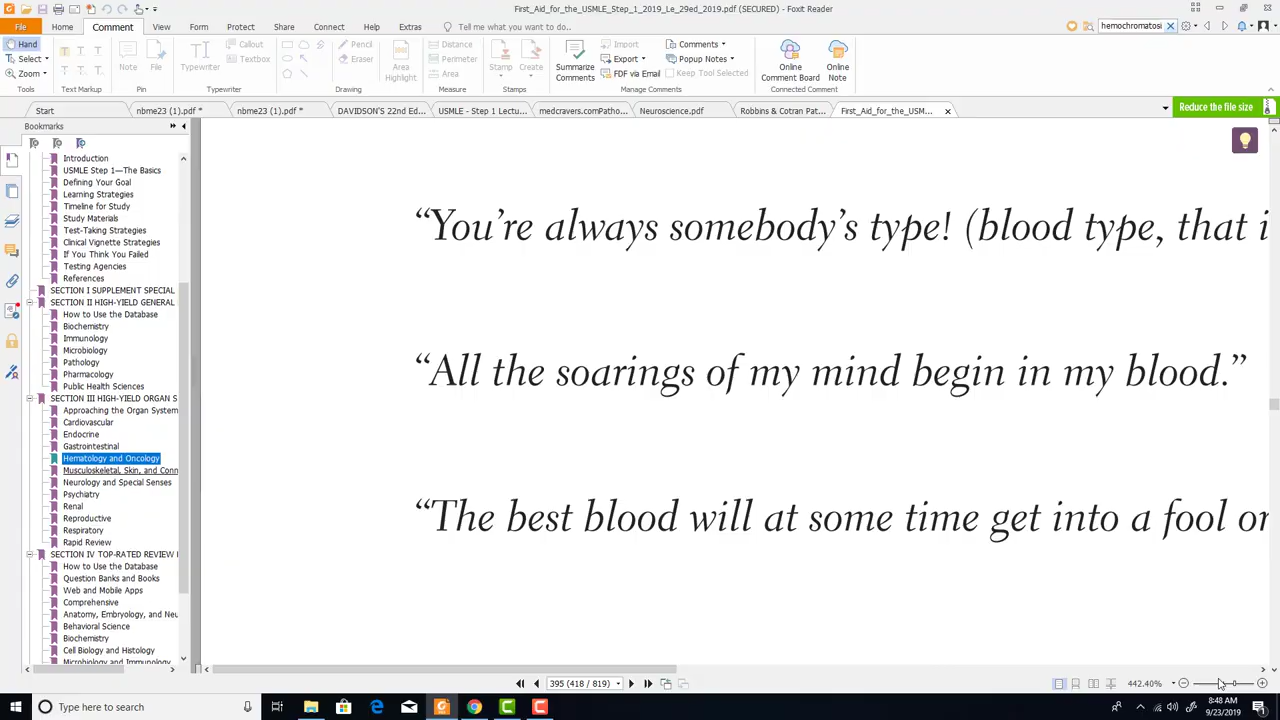 First_Aid_for_the_USMLE_Step_1_2019_Le_29ed_2019.pdf (SECURED) - Foxit Reader
File Home Comment View Form Protect Share Connect Help Extras Tell me what you want to do...
hemochromatosi
Hand
Select
Zoom
Tools
Text Markup
Note
File
Pin
Typewriter
Callout
Textbox
Typewriter
Pencil
Eraser
Drawing
Area Highlight
Distance
Perimeter
Area
Measure
Stamp
Create
Stamps
Summarize Comments
Import
Export
FDF via Email
Comments
Popup Notes
Keep Tool Selected
Manage Comments
Online Comment Board
Online Note
Connected Comment
Start
nbme23 (1).pdf *
nbme23 (1).pdf *
DAVIDSON'S 22nd Ed...
USMLE - Step 1 Lectu...
medcravers.comPatho...
Neuroscience.pdf
Robbins & Cotran Pat...
First_Aid_for_the_USM...
Reduce the file size
Bookmarks
Introduction
USMLE Step 1—The Basics
Defining Your Goal
Learning Strategies
Timeline for Study
Study Materials
Test-Taking Strategies
Clinical Vignette Strategies
If You Think You Failed
Testing Agencies
References
SECTION I SUPPLEMENT SPECIAL
SECTION II HIGH-YIELD GENERAL
How to Use the Database
Biochemistry
Immunology
Microbiology
Pathology
Pharmacology
Public Health Sciences
SECTION III HIGH-YIELD ORGAN S
Approaching the Organ System
Cardiovascular
Endocrine
Gastrointestinal
Hematology and Oncology
Musculoskeletal, Skin, and Conn
Neurology and Special Senses
Psychiatry
Renal
Reproductive
Respiratory
Rapid Review
SECTION IV TOP-RATED REVIEW
How to Use the Database
Question Banks and Books
Web and Mobile Apps
Comprehensive
Anatomy, Embryology, and Neu
Behavioral Science
Biochemistry
Cell Biology and Histology
Microbiology and Immunology
“You’re always somebody’s type! (blood type, that i
“All the soarings of my mind begin in my blood.”
“The best blood will at some time get into a fool or
395 (418 / 819)
442.40%
Type here to search
8:48 AM
9/23/2019